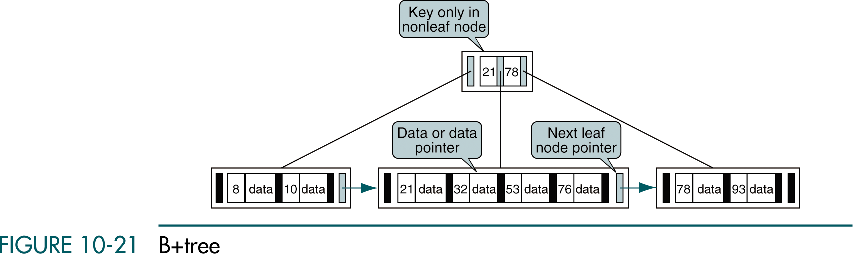 Key only in
nonleaf node
21 78
Data or data
pointer
Next leaf
node pointer
8 data 10 data
21 data 32 data 53 data 76 data
78 data 93 data
FIGURE 10-21 B+tree